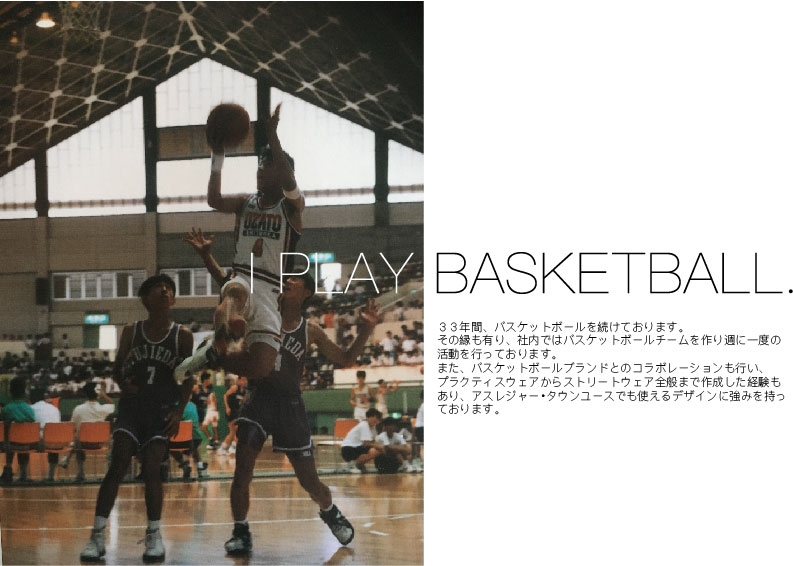 I PLAY BASKETBALL.
３３年間、バスケットボールを続けております。
その縁も有り、社内ではバスケットボールチームを作り週に一度の
活動を行っております。
また、バスケットボールブランドとのコラボレーションも行い、
プラクティスウェアからストリートウェア全般まで作成した経験も
あり、アスレジャー・タウンユースでも使えるデザインに強みを持っ
ております。
4
7